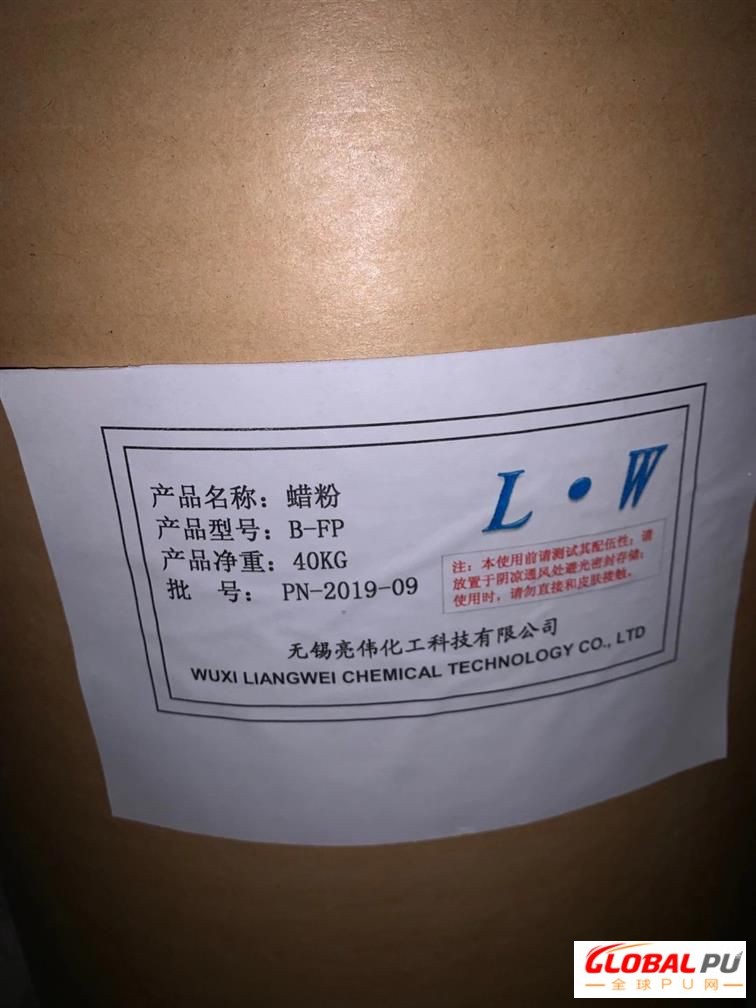 产品名称：蜡粉
产品型号：B-FP
产品净重：40KG
批 号：PN-2019-09
L·W
注：本使用前请测试其配伍性；请
放置于阴凉通风处避光密封存储；
使用时，请勿直接和皮肤接触。
无锡亮伟化工科技有限公司
WUXI LIANGWEI CHEMICAL TECHNOLOGY CO., LTD
GLOBAL PU
全球PU网